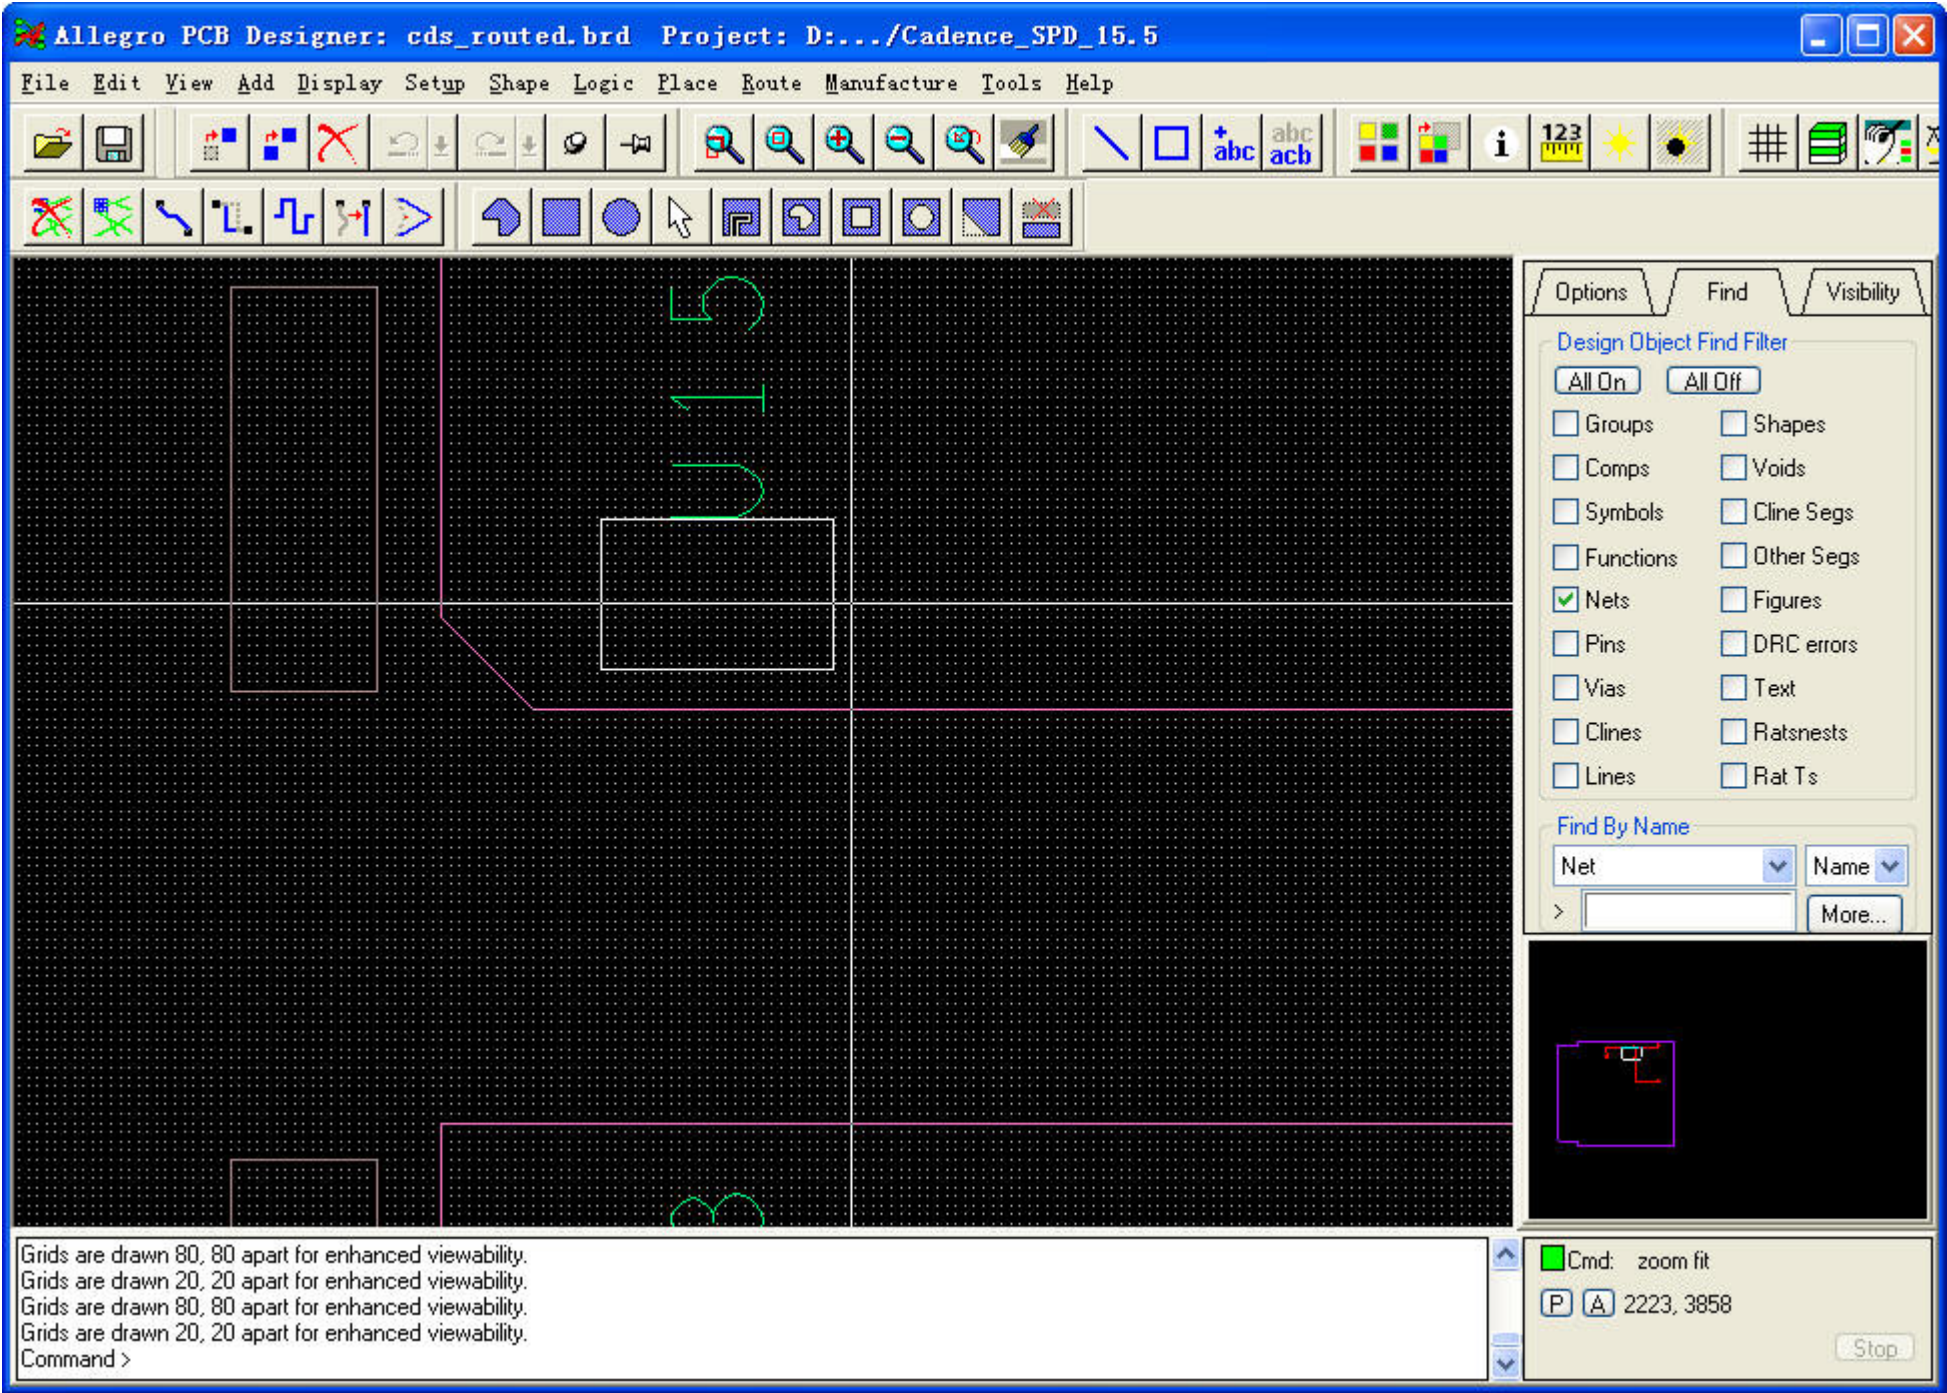 Allegro PCB Designer: cds_routed.brd Project: D:.../Cadence_SPD_15.5
File Edit View Add Display Setup Shape Logic Place Route Manufacture Tools Help
+abc
abc
acb
i
123
Options Find Visibility
Design Object Find Filter
All On All Off
Groups Shapes
Comps Voids
Symbols Cline Segs
Functions Other Segs
Nets Figures
Pins DRC errors
Vias Text
Clines Ratsnests
Lines Rat Ts
Find By Name
Net Name
> More...
U15
Grids are drawn 80, 80 apart for enhanced viewability.
Grids are drawn 20, 20 apart for enhanced viewability.
Grids are drawn 80, 80 apart for enhanced viewability.
Grids are drawn 20, 20 apart for enhanced viewability.
Command >
Cmd: zoom fit
P A 2223, 3858
Stop